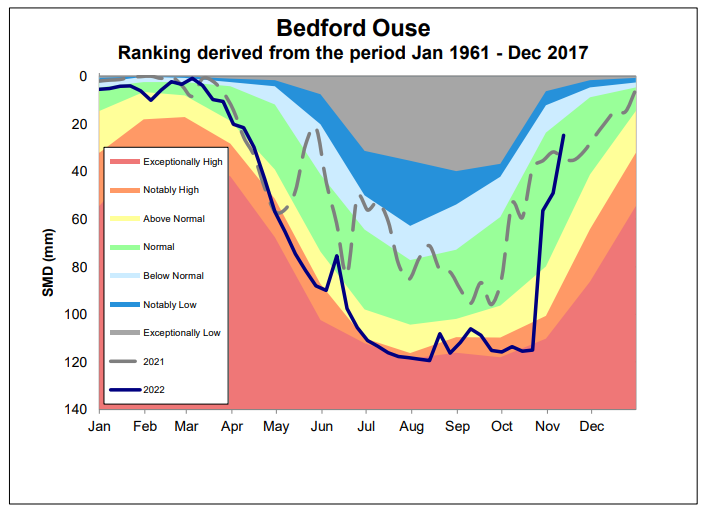 Bedford Ouse
Ranking derived from the period Jan 1961 - Dec 2017
0
20
40
60
80
100
120
140
SMD (mm)
Exceptionally High
Notably High
Above Normal
Normal
Below Normal
Notably Low
Exceptionally Low
2021
2022
Jan Feb Mar Apr May Jun Jul Aug Sep Oct Nov Dec